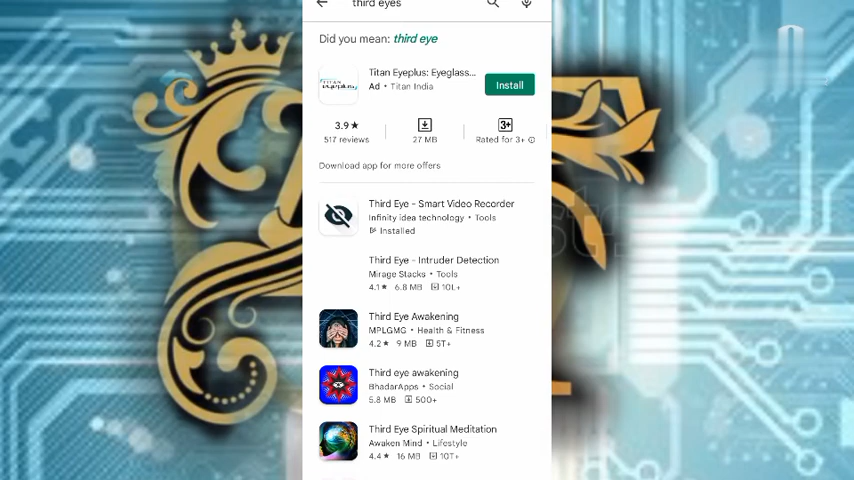 third eyes
Did you mean: third eye
Titan Eyeplus: Eyeglass...
Ad • Titan India
Install
TITAN
eyeplus
3.9★
517 reviews
27 MB
3+
Rated for 3+
Download app for more offers
Third Eye - Smart Video Recorder
Infinity idea technology • Tools
Installed
Third Eye - Intruder Detection
Mirage Stacks • Tools
4.1★ 6.8 MB 10L+
Third Eye Awakening
MPLGMG • Health & Fitness
4.2★ 9 MB 5T+
Third eye awakening
BhadarApps • Social
5.8 MB 500+
Third Eye Spiritual Meditation
Awaken Mind • Lifestyle
4.4★ 16 MB 10T+